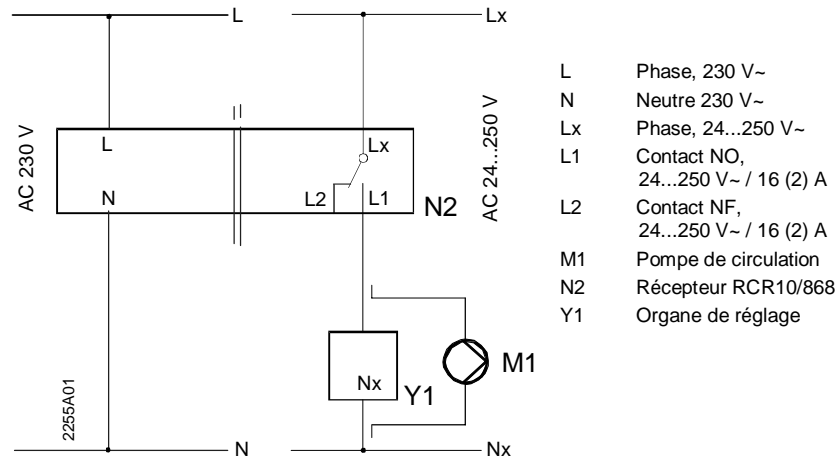 L
Lx
AC 230 V
L
N
Lx
L2
L1
N2
AC 24...250 V
Nx
Y1
M1
2255A01
N
Nx
L Phase, 230 V~
N Neutre 230 V~
Lx Phase, 24...250 V~
L1 Contact NO,
24...250 V~ / 16 (2) A
L2 Contact NF,
24...250 V~ / 16 (2) A
M1 Pompe de circulation
N2 Récepteur RCR10/868
Y1 Organe de réglage